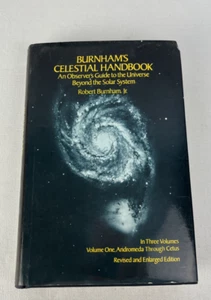 BURNHAM'S
CELESTIAL HANDBOOK
An Observer's Guide to the Universe
Beyond the Solar System
Robert Burnham, Jr.
In Three Volumes
Volume One, Andromeda Through Cetus
Revised and Enlarged Edition